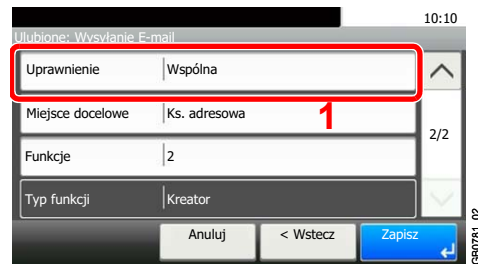 10:10
Ulubione: Wysyłanie E-mail
Uprawnienie Wspólna
Miejsce docelowe Ks. adresowa
1
2/2
Funkcje 2
Typ funkcji Kreator
Anuluj < Wstecz Zapisz
GB0781_02